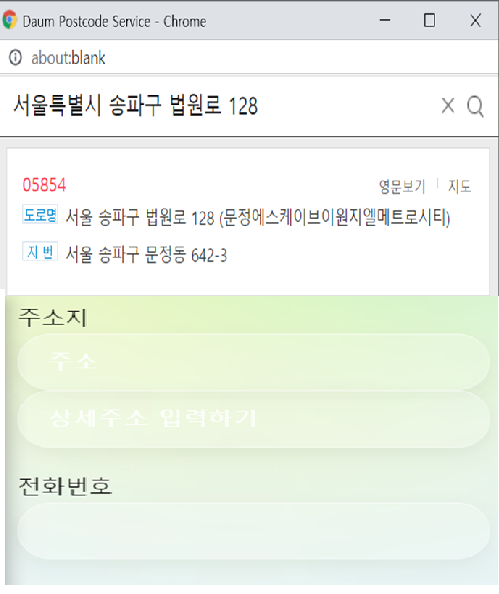 Daum Postcode Service - Chrome
about:blank
서울특별시 송파구 법원로 128
05854
영문보기 지도
도로명 서울 송파구 법원로 128 (문정에스케이브이원지엘메트로시티)
지번 서울 송파구 문정동 642-3
주소지
주소
상세주소 입력하기
전화번호